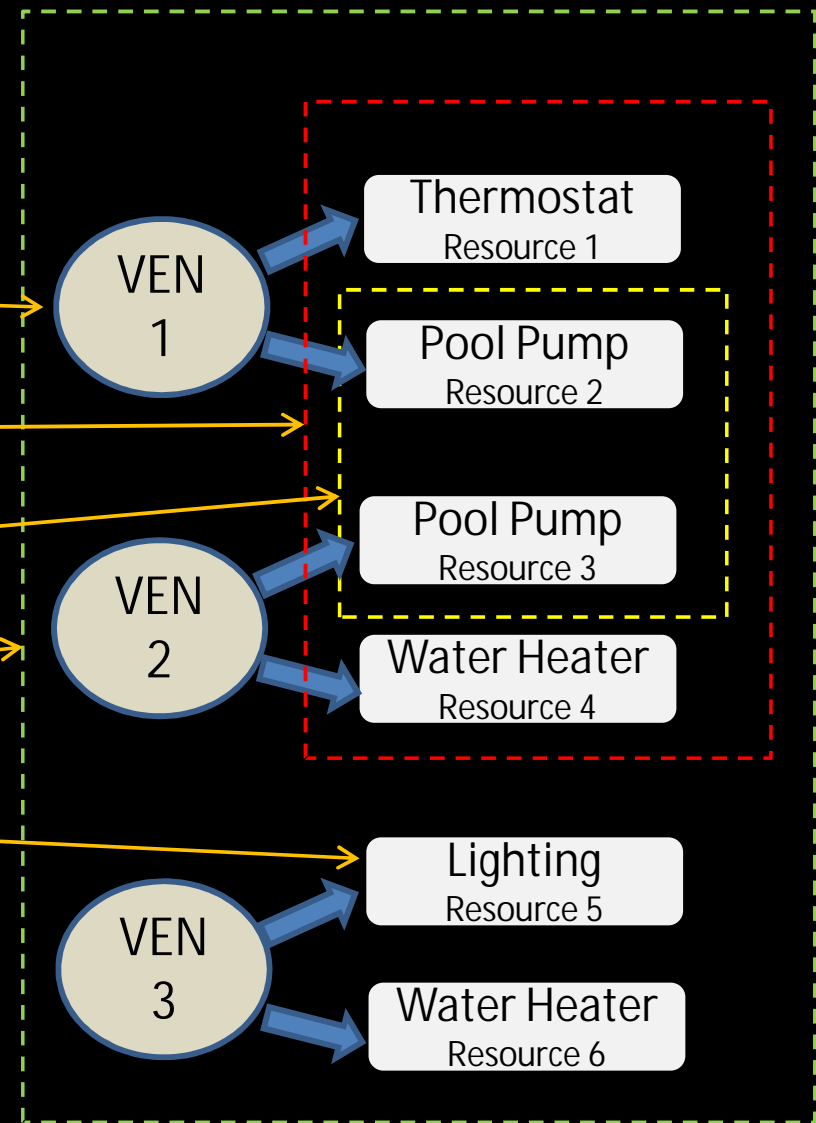 Thermostat
Resource 1
VEN
1
Pool Pump
Resource 2
Pool Pump
Resource 3
VEN
2
Water Heater
Resource 4
Lighting
Resource 5
VEN
3
Water Heater
Resource 6